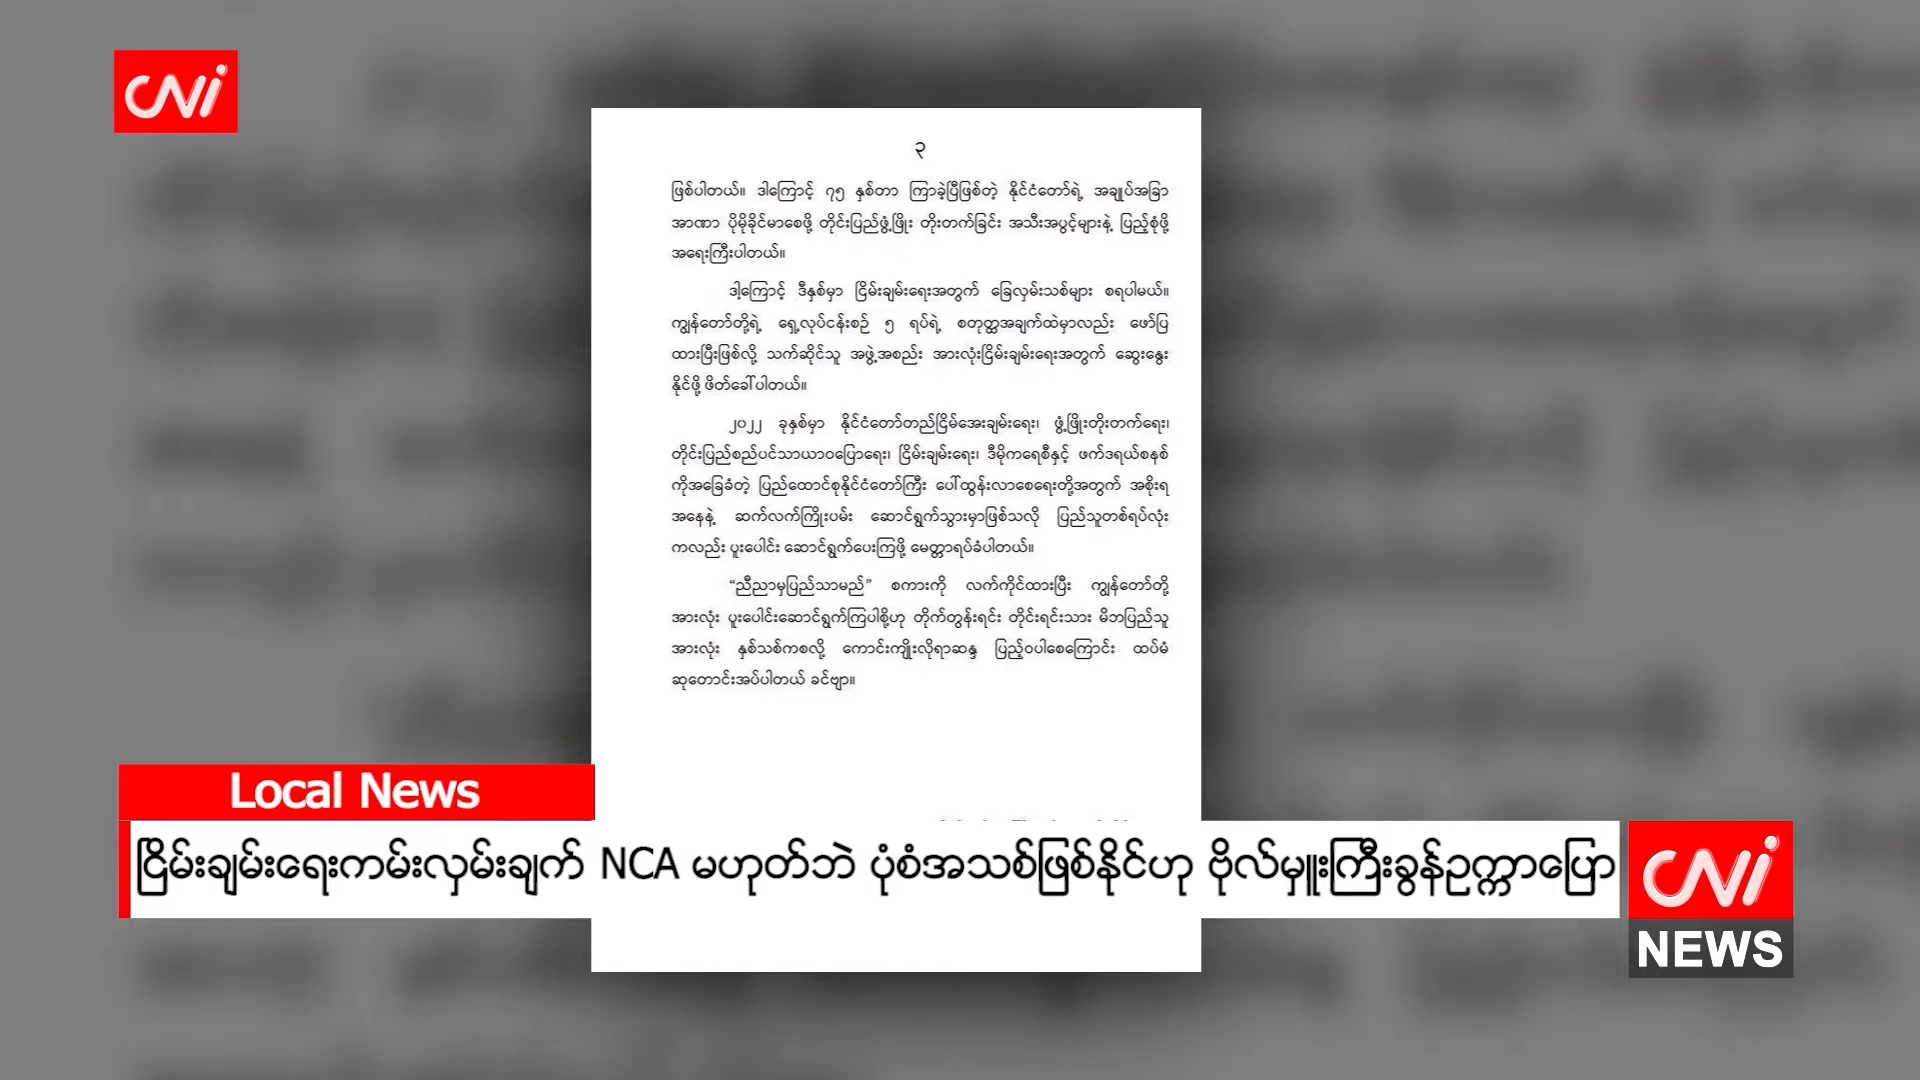 CNi
၃
ဖြစ်ပါတယ်။ ဒါကြောင့် ၇၅ နှစ်တာ ကြာခဲ့ပြီဖြစ်တဲ့ နိုင်ငံတော်ရဲ့ အချုပ်အခြာ
အာဏာ ပိုမိုခိုင်မာစေဖို့ တိုင်းပြည်ဖွံ့ဖြိုး တိုးတက်ခြင်း အသီးအပွင့်များနဲ့ ပြည့်စုံဖို့
အရေးကြီးပါတယ်။
ဒါ့ကြောင့် ဒီနှစ်မှာ ငြိမ်းချမ်းရေးအတွက် ခြေလှမ်းသစ်များ စရပါမယ်။
ကျွန်တော်တို့ရဲ့ ရှေ့လုပ်ငန်းစဉ် ၅ ရပ်ရဲ့ စတုတ္ထအချက်ထဲမှာလည်း ဖော်ပြ
ထားပြီးဖြစ်လို့ သက်ဆိုင်သူ အဖွဲ့အစည်း အားလုံးငြိမ်းချမ်းရေးအတွက် ဆွေးနွေး
နိုင်ဖို့ ဖိတ်ခေါ်ပါတယ်။
၂၀၂၂ ခုနှစ်မှာ နိုင်ငံတော်တည်ငြိမ်အေးချမ်းရေး၊ ဖွံ့ဖြိုးတိုးတက်ရေး၊
တိုင်းပြည်စည်ပင်သာယာဝပြောရေး၊ ငြိမ်းချမ်းရေး၊ ဒီမိုကရေစီနှင့် ဖက်ဒရယ်စနစ်
ကိုအခြေခံတဲ့ ပြည်ထောင်စုနိုင်ငံတော်ကြီး ပေါ်ထွန်းလာစေရေးတို့အတွက် အစိုးရ
အနေနဲ့ ဆက်လက်ကြိုးပမ်း ဆောင်ရွက်သွားမှာဖြစ်သလို ပြည်သူတစ်ရပ်လုံး
ကလည်း ပူးပေါင်း ဆောင်ရွက်ပေးကြဖို့ မေတ္တာရပ်ခံပါတယ်။
“ညီညာမှပြည်သာမည်” စကားကို လက်ကိုင်ထားပြီး ကျွန်တော်တို့
အားလုံး ပူးပေါင်းဆောင်ရွက်ကြပါစို့ဟု တိုက်တွန်းရင်း တိုင်းရင်းသား မိဘပြည်သူ
အားလုံး နှစ်သစ်ကစလို့ ကောင်းကျိုးလိုရာဆန္ဒ ပြည့်ဝပါစေကြောင်း ထပ်မံ
ဆုတောင်းအပ်ပါတယ် ခင်ဗျာ။
Local News
ငြိမ်းချမ်းရေးကမ်းလှမ်းချက် NCA မဟုတ်ဘဲ ပုံစံအသစ်ဖြစ်နိုင်ဟု ဗိုလ်မှူးကြီးခွန်ဥက္ကာပြော
CNi
NEWS